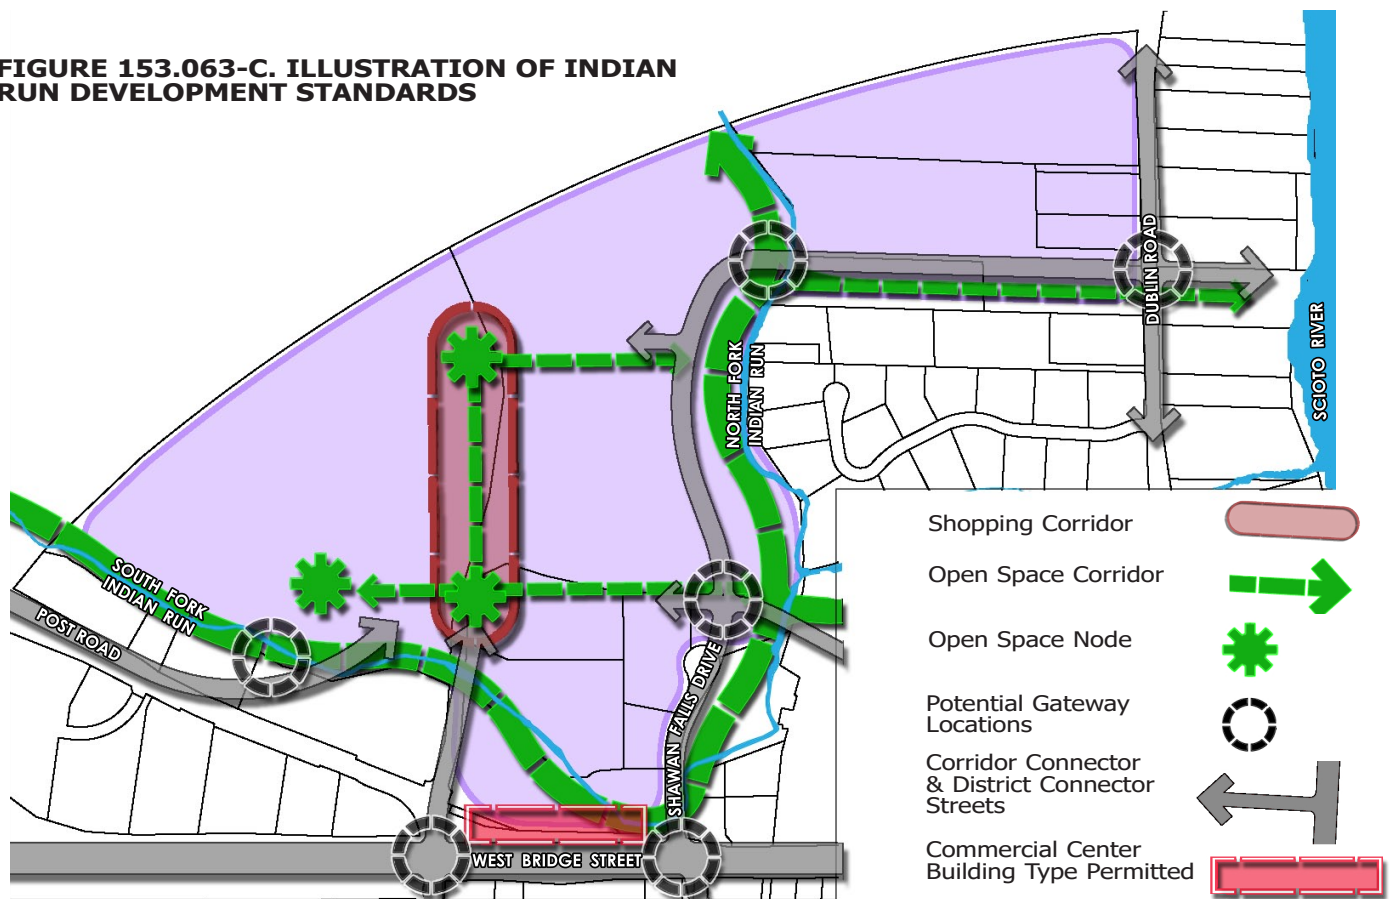 FIGURE 153.063-C. ILLUSTRATION OF INDIAN
RUN DEVELOPMENT STANDARDS
DUBLIN ROAD
SCIOTO RIVER
NORTH FORK
INDIAN RUN
SOUTH FORK
INDIAN RUN
POST ROAD
SHAWAN FALLS DRIVE
WEST BRIDGE STREET
Shopping Corridor
Open Space Corridor
Open Space Node
Potential Gateway
Locations
Corridor Connector
& District Connector
Streets
Commercial Center
Building Type Permitted